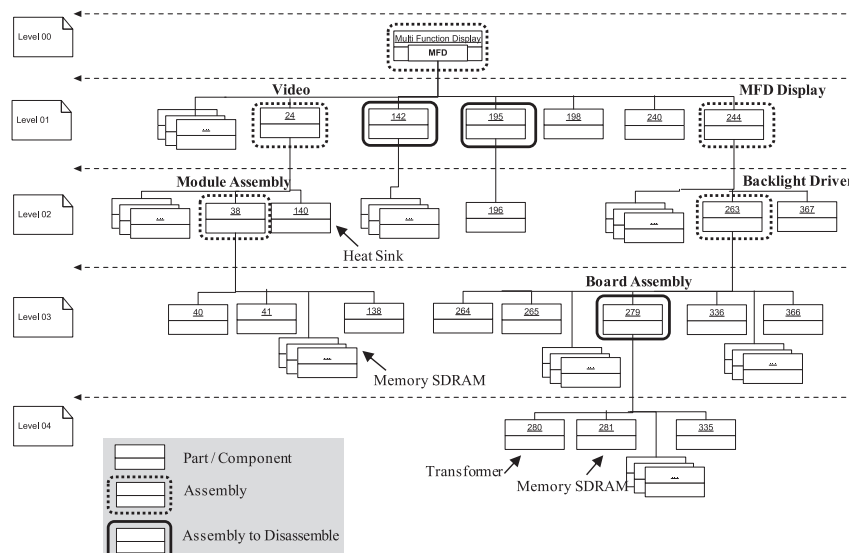 Level 00
Multi Function Display
MFD
Video
MFD Display
Level 01
...
24
142
195
198
240
244
Module Assembly
Backlight Driver
Level 02
...
38
140
...
196
...
263
367
Heat Sink
Board Assembly
Level 03
40
41
138
264
265
279
336
366
...
...
...
Memory SDRAM
Level 04
280
281
335
Transformer
Memory SDRAM
...
Part / Component
Assembly
Assembly to Disassemble